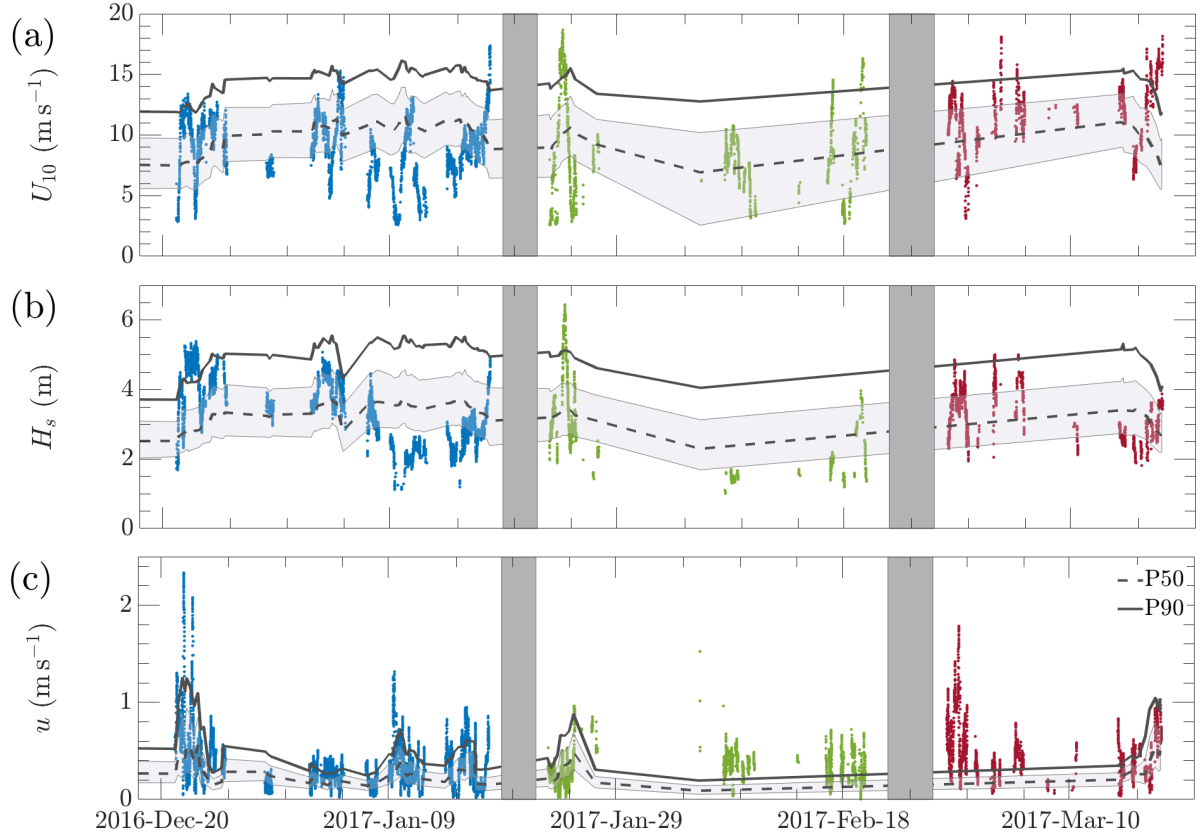 (a)
20
15
10
5
0
U₁₀ (m s⁻¹)
(b)
6
4
2
0
Hₛ (m)
(c)
2
1
0
u (m s⁻¹)
P50
P90
2016-Dec-20 2017-Jan-09 2017-Jan-29 2017-Feb-18 2017-Mar-10